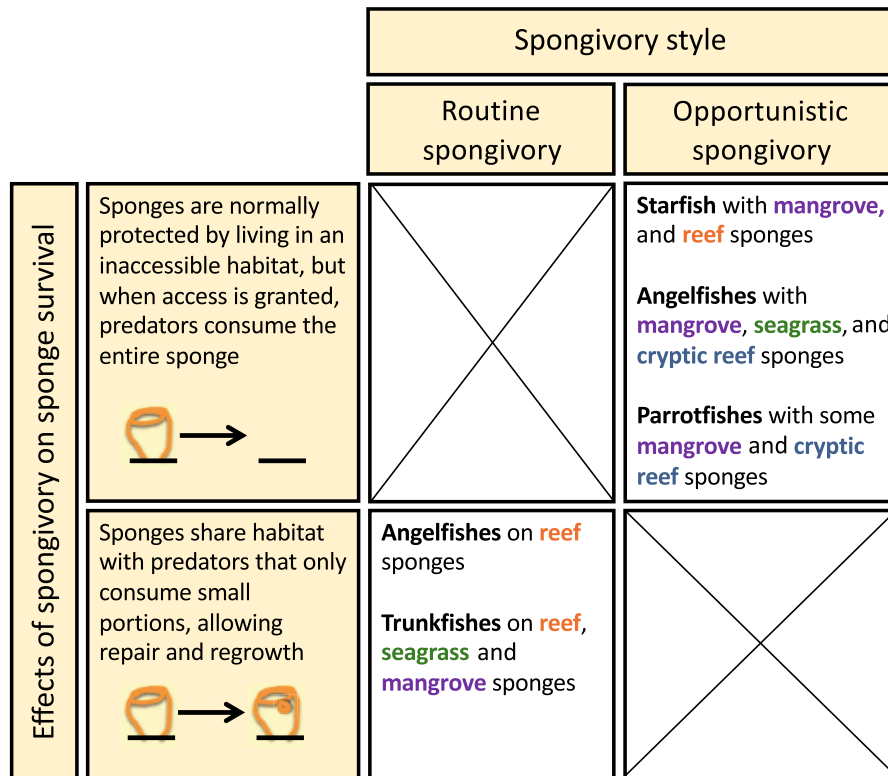 Spongivory style
Routine
spongivory
Opportunistic
spongivory
Effects of spongivory on sponge survival
Sponges are normally
protected by living in an
inaccessible habitat, but
when access is granted,
predators consume the
entire sponge
Starfish with mangrove,
and reef sponges
Angelfishes with
mangrove, seagrass, and
cryptic reef sponges
Parrotfishes with some
mangrove and cryptic
reef sponges
Sponges share habitat
with predators that only
consume small
portions, allowing
repair and regrowth
Angelfishes on reef
sponges
Trunkfishes on reef,
seagrass and
mangrove sponges